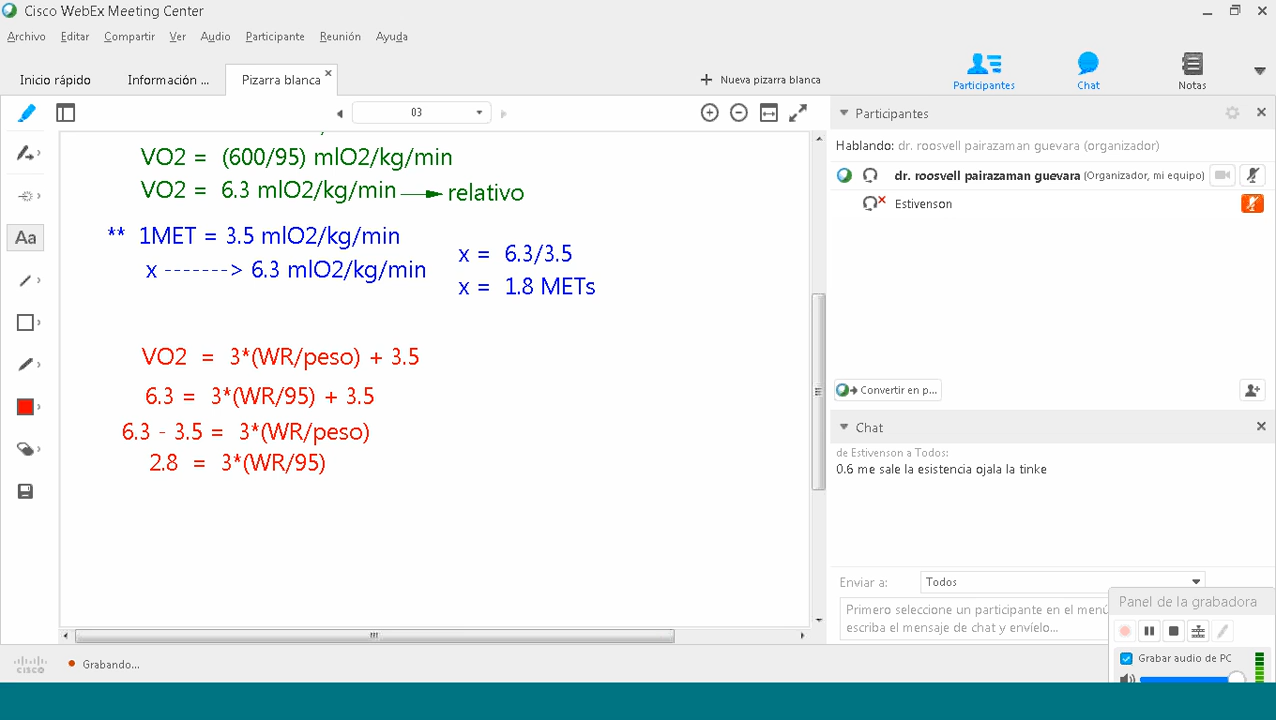 Cisco WebEx Meeting Center
Archivo Editar Compartir Ver Audio Participante Reunión Ayuda
Inicio rápido Información ... Pizarra blanca Nueva pizarra blanca
Participantes Chat Notas
03
VO2 = (600/95) mlO2/kg/min
VO2 = 6.3 mlO2/kg/min relativo
** 1MET = 3.5 mlO2/kg/min
x -------> 6.3 mlO2/kg/min
x = 6.3/3.5
x = 1.8 METs
VO2 = 3*(WR/peso) + 3.5
6.3 = 3*(WR/95) + 3.5
6.3 - 3.5 = 3*(WR/peso)
2.8 = 3*(WR/95)
Aa
Participantes
Hablando: dr. roosvell pairazaman guevara (organizador)
dr. roosvell pairazaman guevara (Organizador, mi equipo)
Estivenson
Convertir en p...
Chat
de Estivenson a Todos:
0.6 me sale la esistencia ojala la tinke
Enviar a: Todos
Primero seleccione un participante en el menú
escriba el mensaje de chat y envíelo...
Panel de la grabadora
Grabar audio de PC
cisco Grabando...